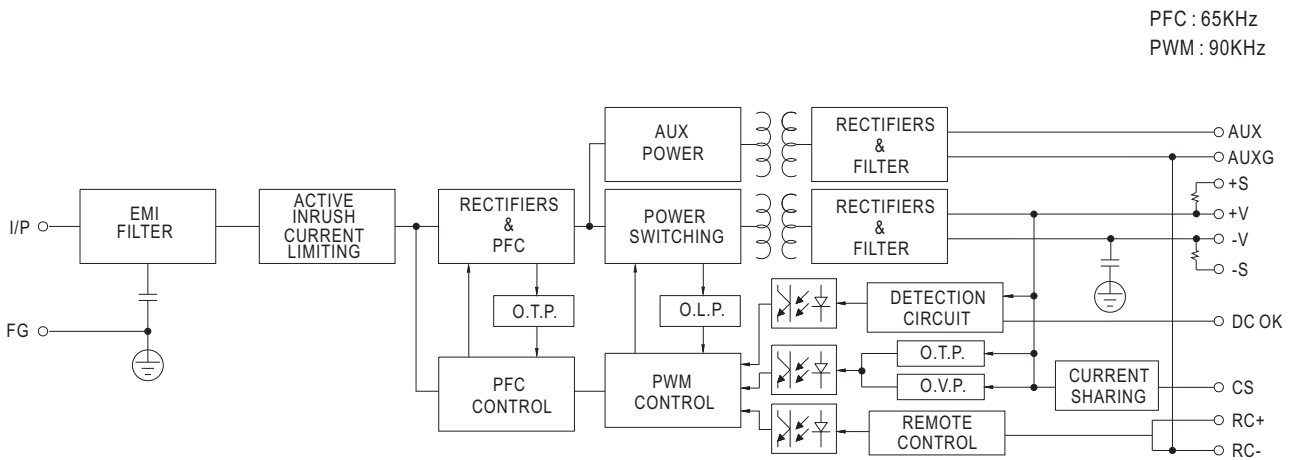 PFC : 65KHz
PWM : 90KHz
AUX
POWER
RECTIFIERS
&
FILTER
AUX
AUXG
+S
I/P
EMI
FILTER
ACTIVE
INRUSH
CURRENT
LIMITING
RECTIFIERS
&
PFC
POWER
SWITCHING
RECTIFIERS
&
FILTER
+V
-V
-S
FG
O.T.P.
O.L.P.
DETECTION
CIRCUIT
DC OK
PFC
CONTROL
PWM
CONTROL
O.T.P.
O.V.P.
CURRENT
SHARING
CS
REMOTE
CONTROL
RC+
RC-